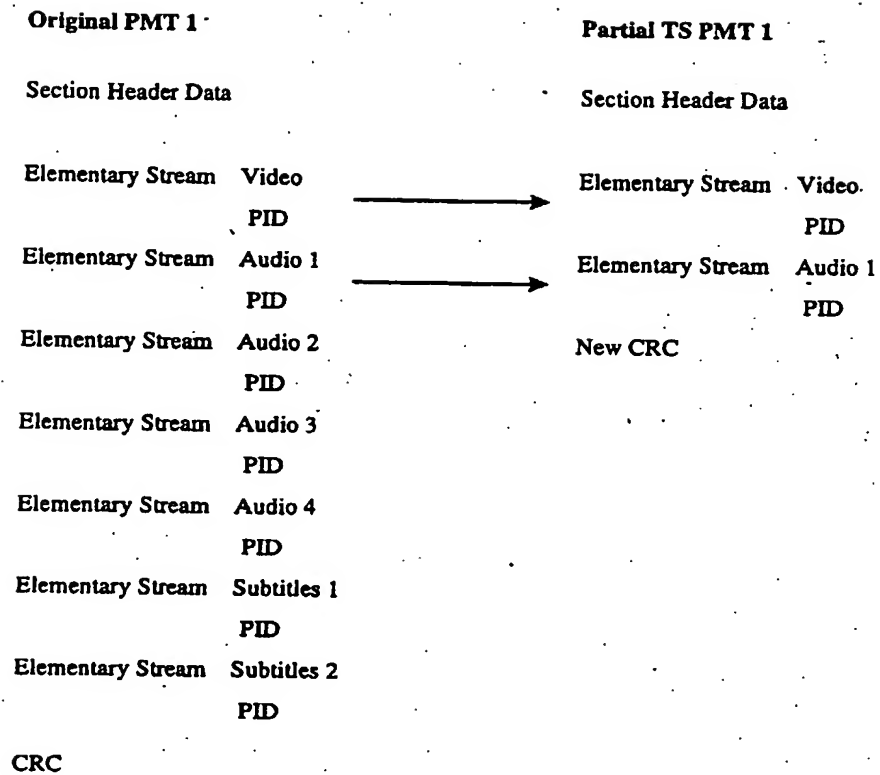 Original PMT 1
Section Header Data
Elementary Stream Video
PID
Elementary Stream Audio 1
PID
Elementary Stream Audio 2
PID
Elementary Stream Audio 3
PID
Elementary Stream Audio 4
PID
Elementary Stream Subtitles 1
PID
Elementary Stream Subtitles 2
PID
CRC
Partial TS PMT 1
Section Header Data
Elementary Stream Video
PID
Elementary Stream Audio 1
PID
New CRC